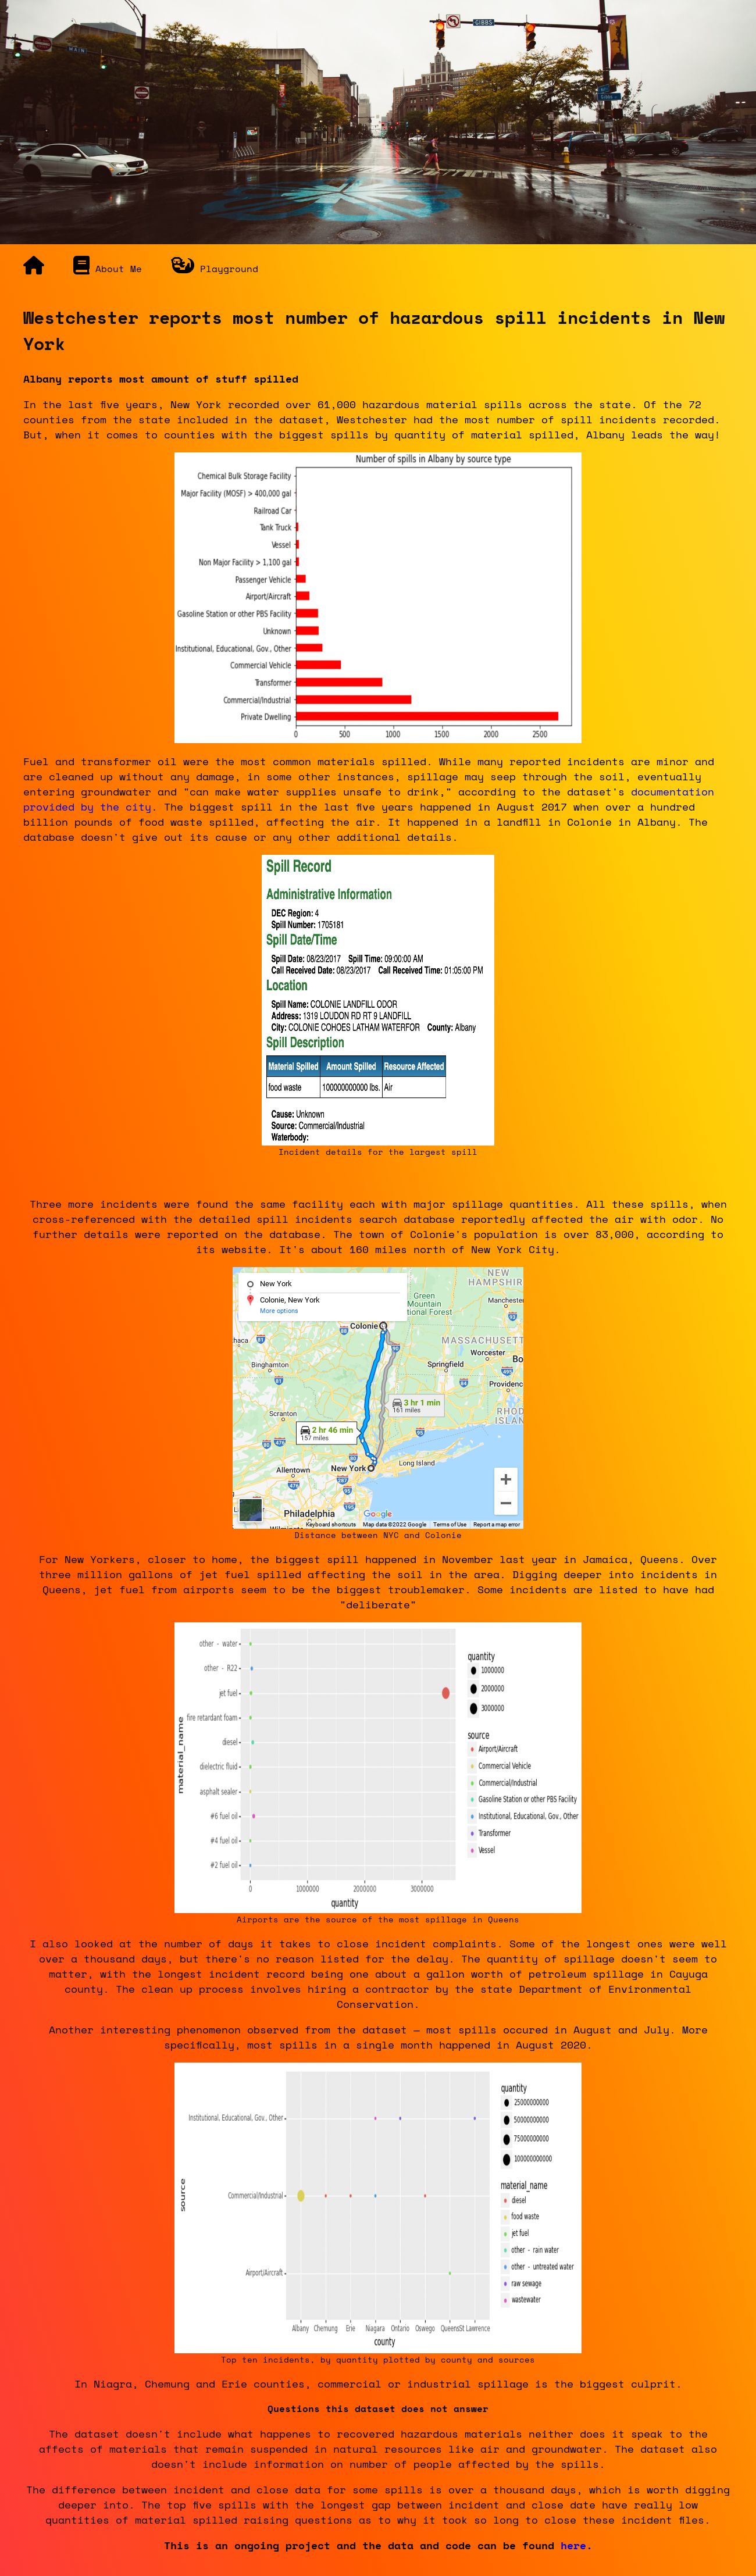 GIBBS
About Me
Playground
Westchester reports most number of hazardous spill incidents in New
York
Albany reports most amount of stuff spilled
In the last five years, New York recorded over 61,000 hazardous material spills across the state. Of the 72
counties from the state included in the dataset, Westchester had the most number of spill incidents recorded.
But, when it comes to counties with the biggest spills by quantity of material spilled, Albany leads the way!
Number of spills in Albany by source type
Chemical Bulk Storage Facility
Major Facility (MOSF) > 400,000 gal
Railroad Car
Tank Truck
Vessel
Non Major Facility > 1,100 gal
Passenger Vehicle
Airport/Aircraft
Gasoline Station or other PBS Facility
Unknown
Institutional, Educational, Gov., Other
Commercial Vehicle
Transformer
Commercial/Industrial
Private Dwelling
0 500 1000 1500 2000 2500
Fuel and transformer oil were the most common materials spilled. While many reported incidents are minor and
are cleaned up without any damage, in some other instances, spillage may seep through the soil, eventually
entering groundwater and "can make water supplies unsafe to drink," according to the dataset's documentation
provided by the city. The biggest spill in the last five years happened in August 2017 when over a hundred
billion pounds of food waste spilled, affecting the air. It happened in a landfill in Colonie in Albany. The
database doesn't give out its cause or any other additional details.
Spill Record
Administrative Information
DEC Region: 4
Spill Number: 1705181
Spill Date/Time
Spill Date: 08/23/2017 Spill Time: 09:00:00 AM
Call Received Date: 08/23/2017 Call Received Time: 01:05:00 PM
Location
Spill Name: COLONIE LANDFILL ODOR
Address: 1319 LOUDON RD RT 9 LANDFILL
City: COLONIE COHOES LATHAM WATERFOR County: Albany
Spill Description
Material Spilled Amount Spilled Resource Affected
food waste 100000000000 lbs. Air
Cause: Unknown
Source: Commercial/Industrial
Waterbody:
Incident details for the largest spill
Three more incidents were found the same facility each with major spillage quantities. All these spills, when
cross-referenced with the detailed spill incidents search database reportedly affected the air with odor. No
further details were reported on the database. The town of Colonie's population is over 83,000, according to
its website. It's about 160 miles north of New York City.
New York
Colonie, New York
More options
NEW
HAMPSHIR
Green
Mountain
tional Forest
Manchester
Colonie
haca
MASSACHUSETT
Worcester
Bo
Binghamton
Springfield
Providenc
3 hr 1 min
161 miles
RHOD
ISLAN
Scranton
2 hr 46 min
157 miles
Long Island
New York
Allentown
Philadelphia
Google
Keyboard shortcuts Map data ©2022 Google Terms of Use Report a map error
Distance between NYC and Colonie
For New Yorkers, closer to home, the biggest spill happened in November last year in Jamaica, Queens. Over
three million gallons of jet fuel spilled affecting the soil in the area. Digging deeper into incidents in
Queens, jet fuel from airports seem to be the biggest troublemaker. Some incidents are listed to have had
"deliberate"
material_name
other - water
other - R22
jet fuel
fire retardant foam
diesel
dielectric fluid
asphalt sealer
#6 fuel oil
#4 fuel oil
#2 fuel oil
0 1000000 2000000 3000000
quantity
quantity
1000000
2000000
3000000
source
Airport/Aircraft
Commercial Vehicle
Commercial/Industrial
Gasoline Station or other PBS Facility
Institutional, Educational, Gov., Other
Transformer
Vessel
Airports are the source of the most spillage in Queens
I also looked at the number of days it takes to close incident complaints. Some of the longest ones were well
over a thousand days, but there's no reason listed for the delay. The quantity of spillage doesn't seem to
matter, with the longest incident record being one about a gallon worth of petroleum spillage in Cayuga
county. The clean up process involves hiring a contractor by the state Department of Environmental
Conservation.
Another interesting phenomenon observed from the dataset — most spills occured in August and July. More
specifically, most spills in a single month happened in August 2020.
source
Institutional, Educational, Gov., Other
Commercial/Industrial
Airport/Aircraft
Albany Chemung Erie Niagara Ontario Oswego Queens St Lawrence
county
quantity
25000000000
50000000000
75000000000
100000000000
material_name
diesel
food waste
jet fuel
other - rain water
other - untreated water
raw sewage
wastewater
Top ten incidents, by quantity plotted by county and sources
In Niagra, Chemung and Erie counties, commercial or industrial spillage is the biggest culprit.
Questions this dataset does not answer
The dataset doesn't include what happenes to recovered hazardous materials neither does it speak to the
affects of materials that remain suspended in natural resources like air and groundwater. The dataset also
doesn't include information on number of people affected by the spills.
The difference between incident and close data for some spills is over a thousand days, which is worth digging
deeper into. The top five spills with the longest gap between incident and close date have really low
quantities of material spilled raising questions as to why it took so long to close these incident files.
This is an ongoing project and the data and code can be found here.